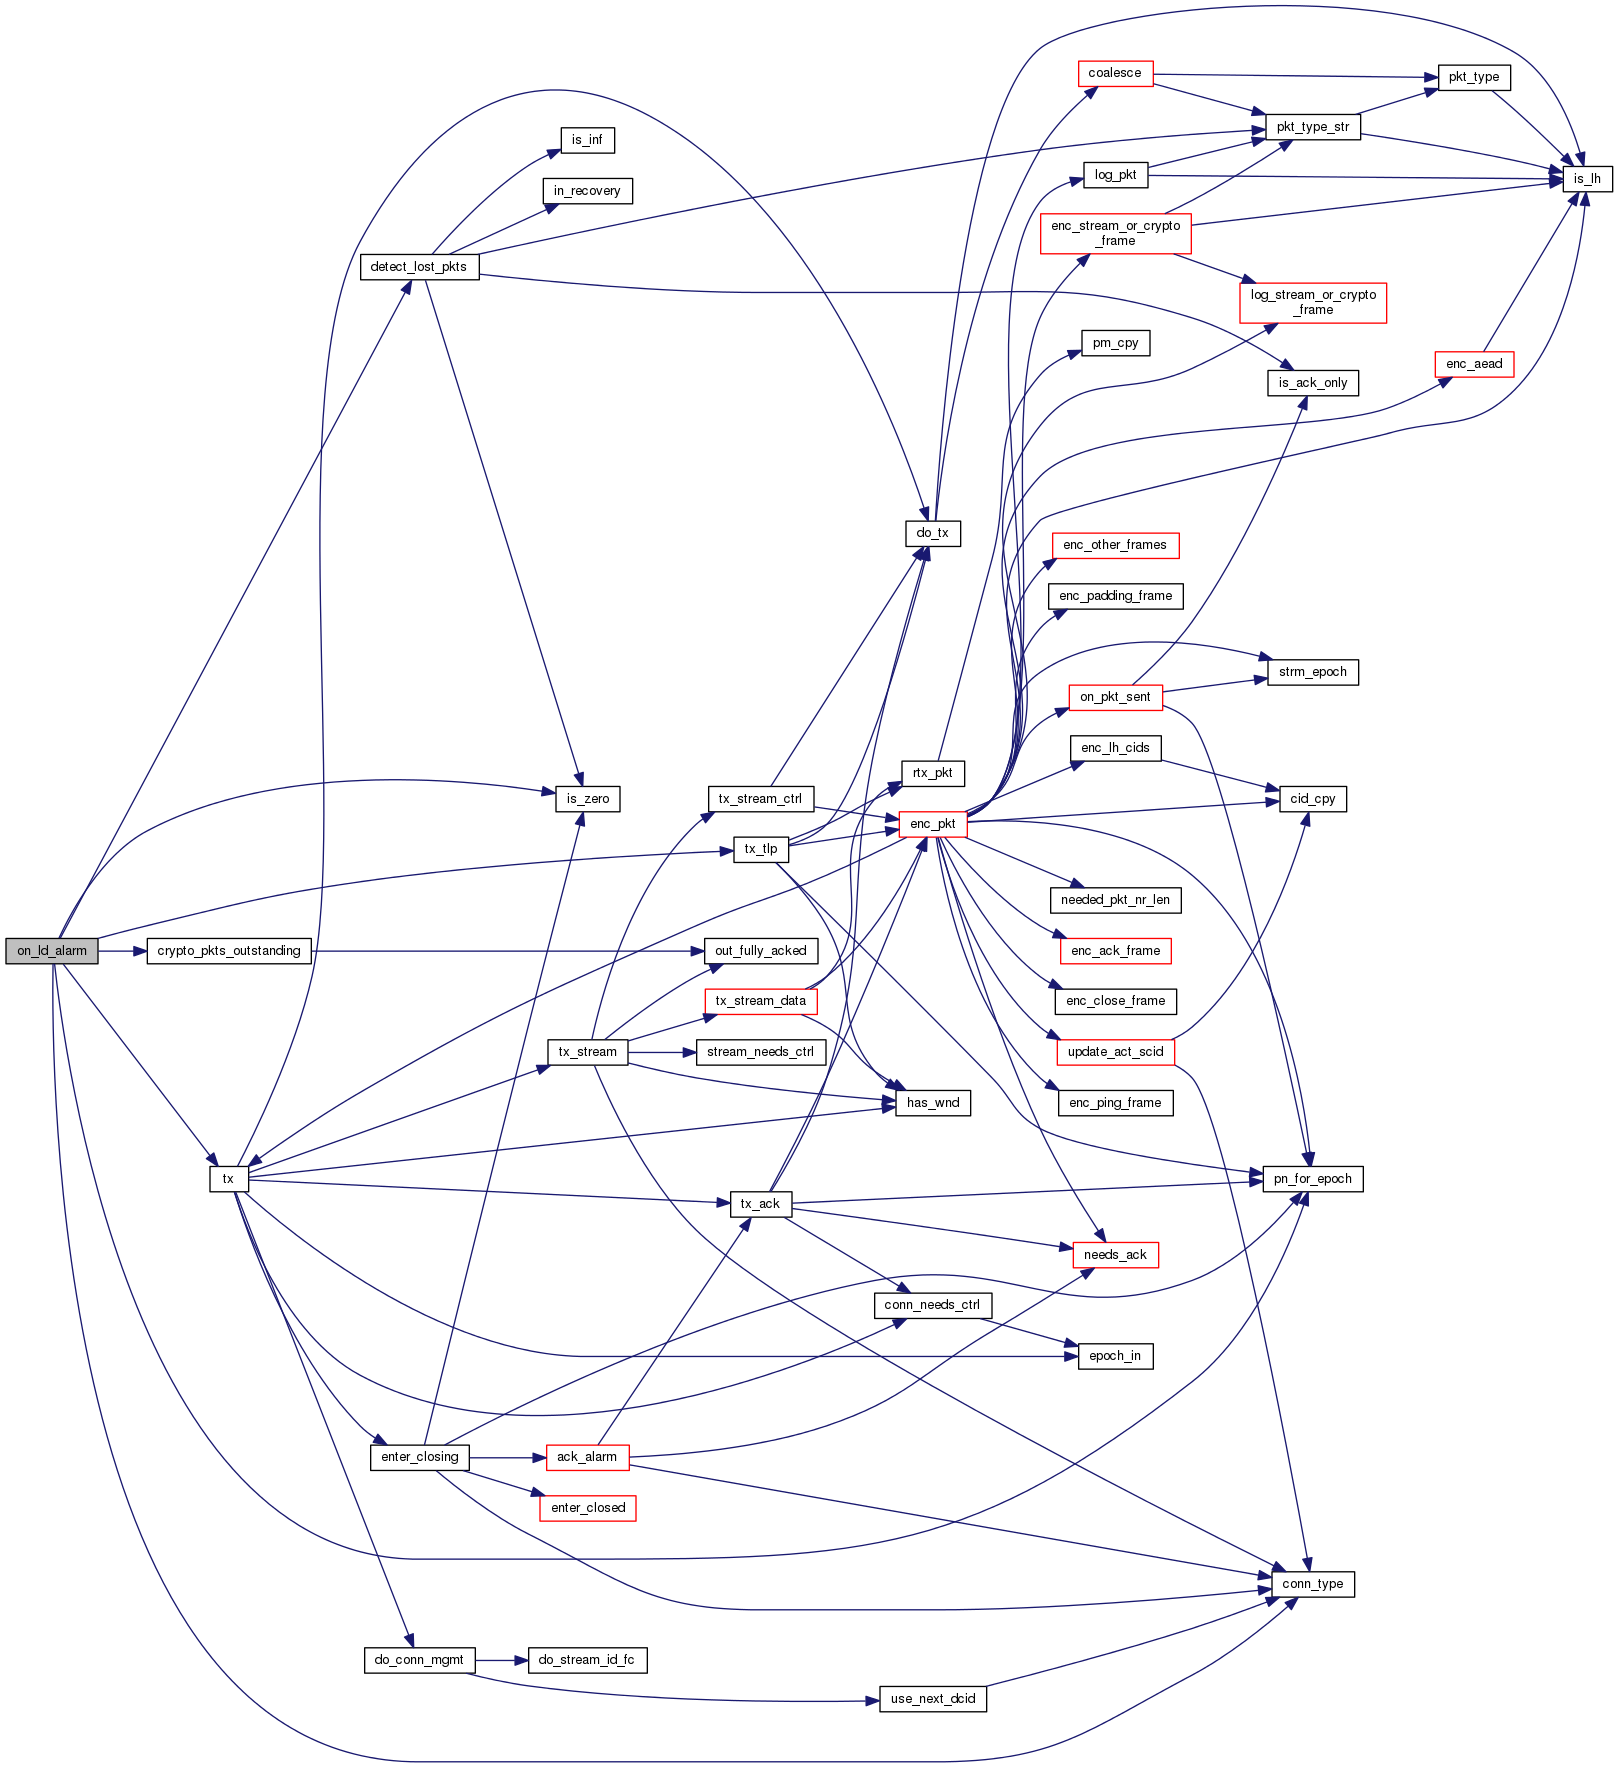 coalesce
pkt_type
pkt_type_str
is_inf
log_pkt
is_lh
in_recovery
enc_stream_or_crypto
_frame
detect_lost_pkts
log_stream_or_crypto
_frame
pm_cpy
enc_aead
is_ack_only
do_tx
enc_other_frames
enc_padding_frame
strm_epoch
on_pkt_sent
enc_lh_cids
rtx_pkt
is_zero
tx_stream_ctrl
cid_cpy
enc_pkt
tx_tlp
needed_pkt_nr_len
on_ld_alarm
crypto_pkts_outstanding
out_fully_acked
enc_ack_frame
tx_stream_data
enc_close_frame
tx_stream
stream_needs_ctrl
update_act_scid
has_wnd
enc_ping_frame
tx
pn_for_epoch
tx_ack
needs_ack
conn_needs_ctrl
epoch_in
enter_closing
ack_alarm
enter_closed
conn_type
do_conn_mgmt
do_stream_id_fc
use_next_dcid